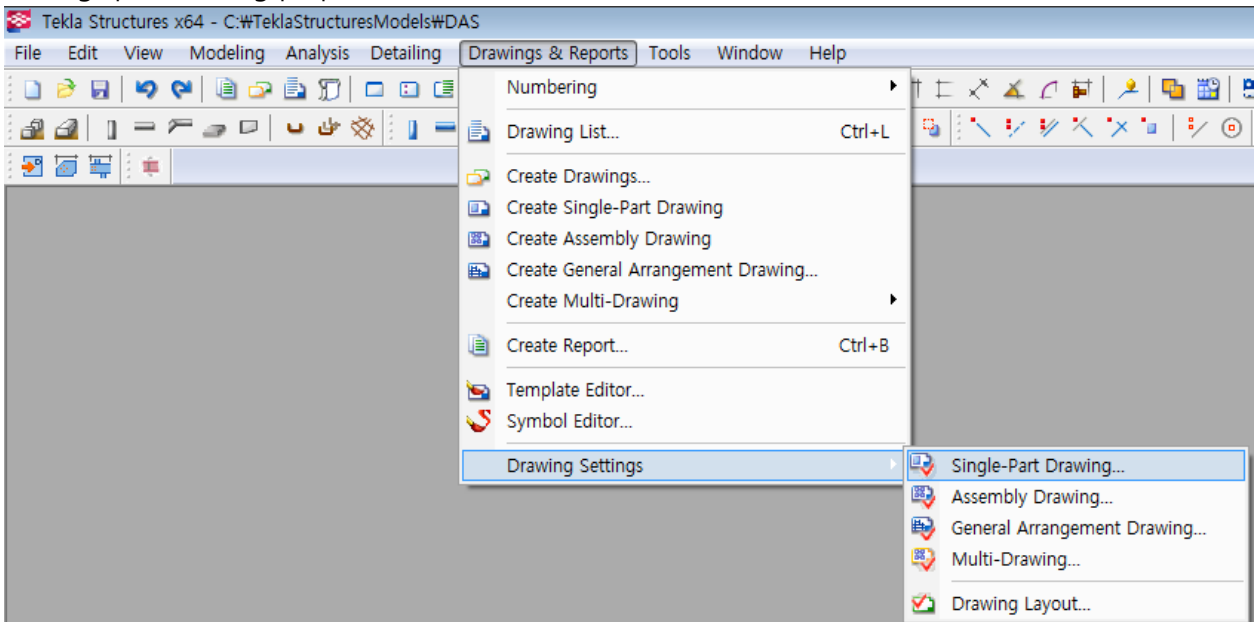 Tekla Structures x64 - C:₩TeklaStructuresModels₩DAS
File Edit View Modeling Analysis Detailing Drawings & Reports Tools Window Help
Numbering
Drawing List... Ctrl+L
Create Drawings...
Create Single-Part Drawing
Create Assembly Drawing
Create General Arrangement Drawing...
Create Multi-Drawing
Create Report... Ctrl+B
Template Editor...
Symbol Editor...
Drawing Settings
Single-Part Drawing...
Assembly Drawing...
General Arrangement Drawing...
Multi-Drawing...
Drawing Layout...